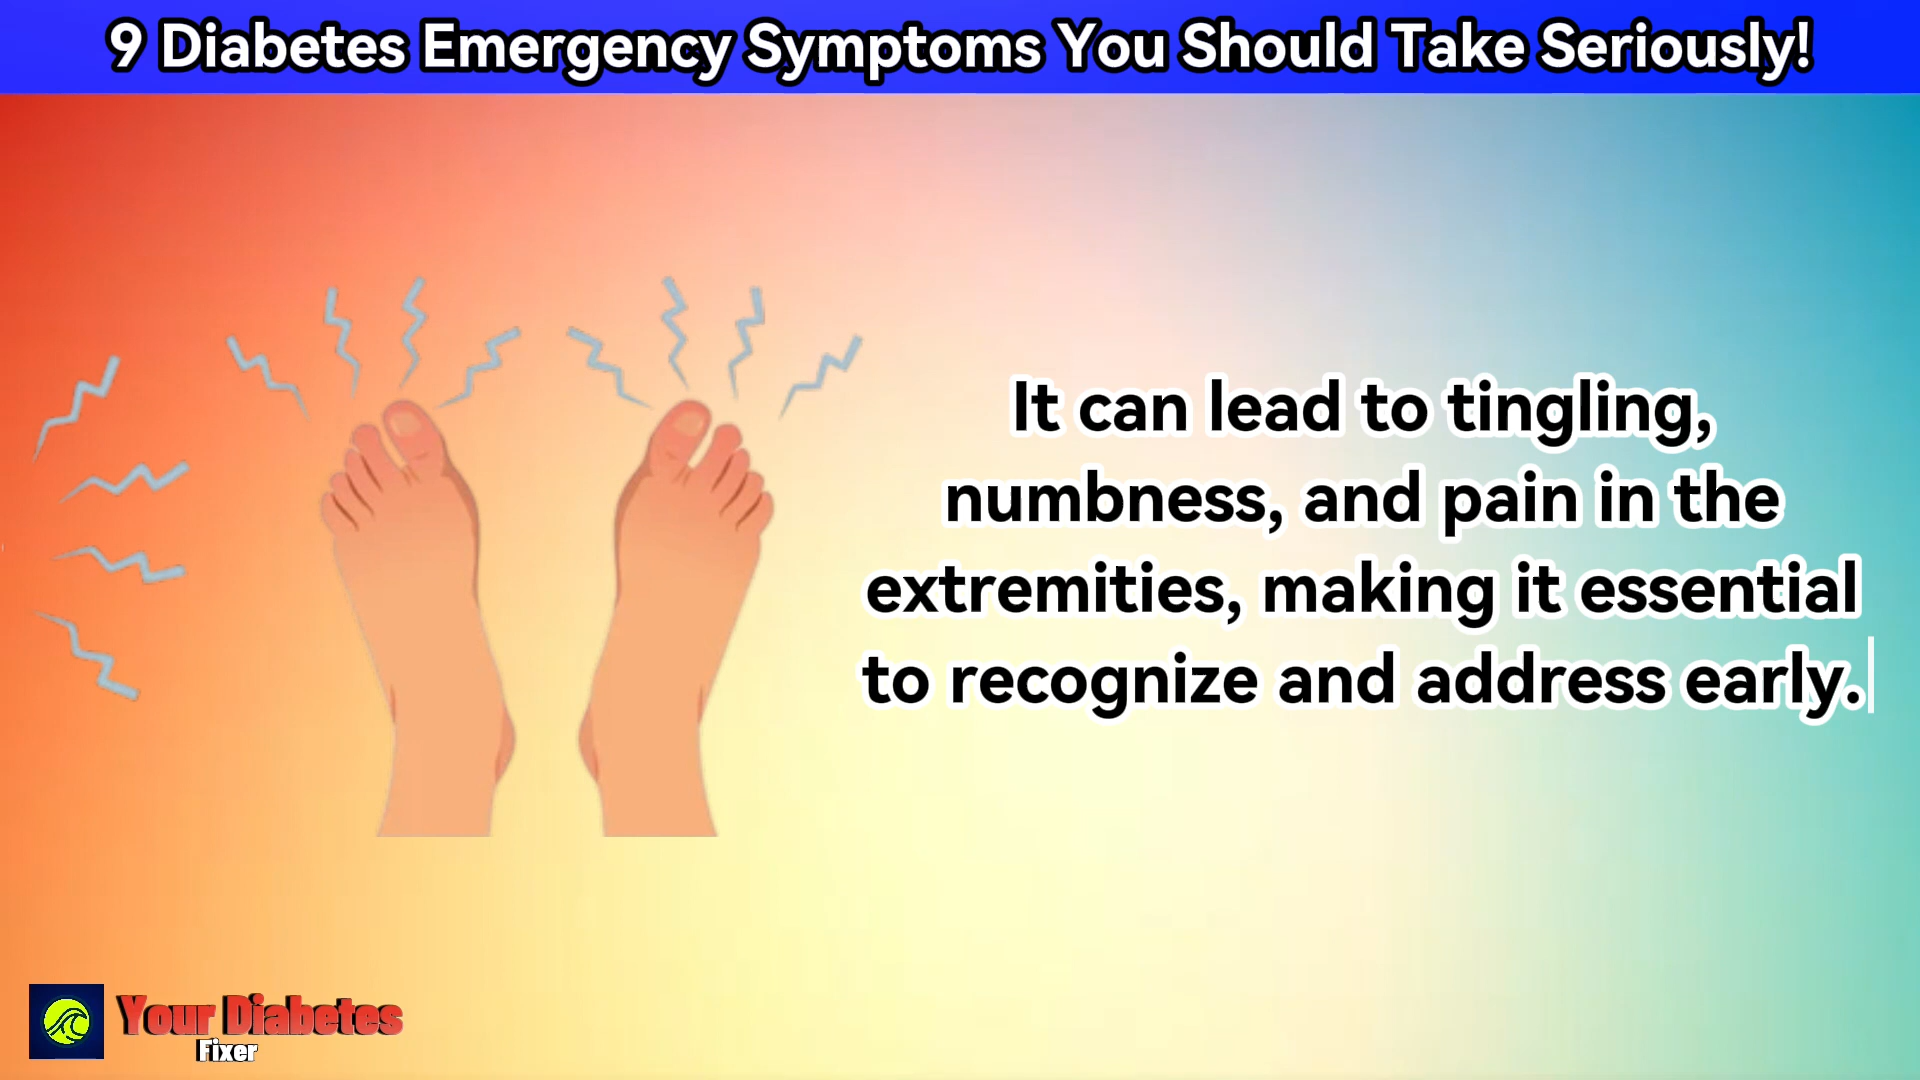 9 Diabetes Emergency Symptoms You Should Take Seriously!
It can lead to tingling,
numbness, and pain in the
extremities, making it essential
to recognize and address early.
Your Diabetes
Fixer